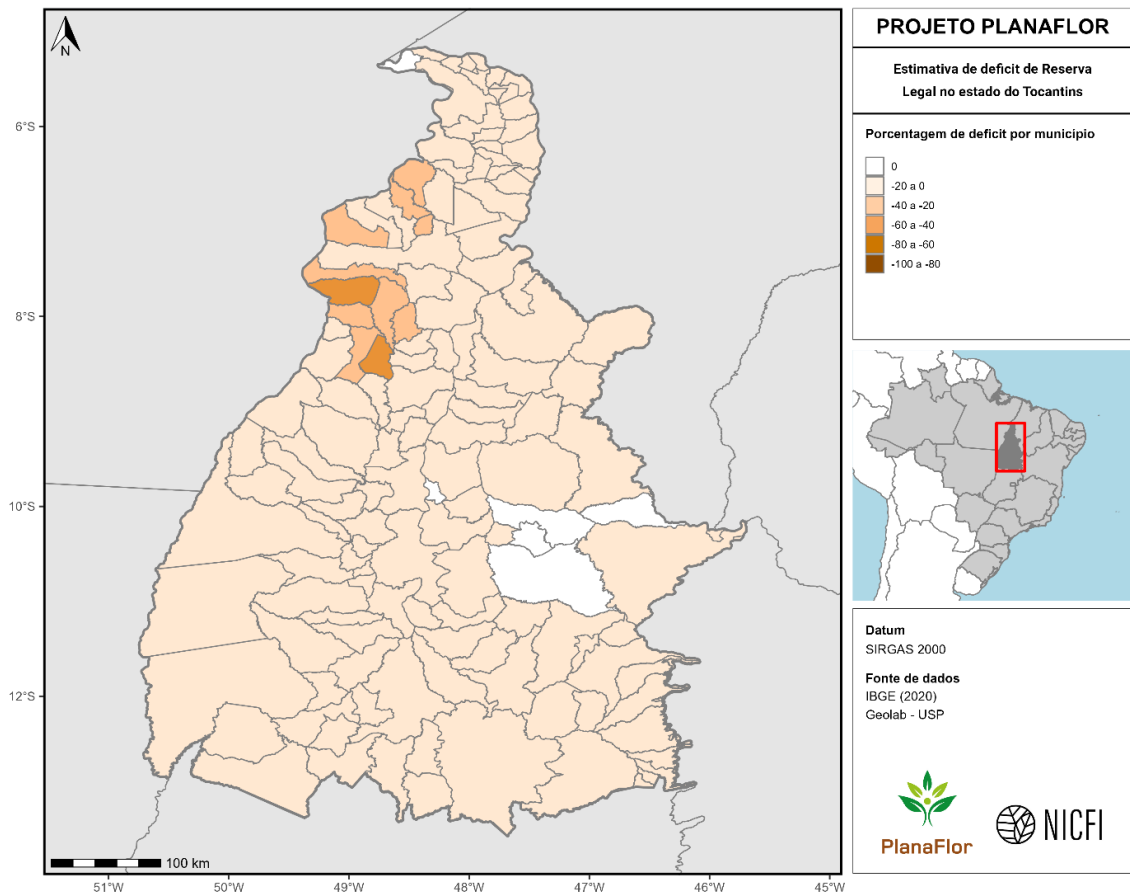 PROJETO PLANAFLOR
Estimativa de deficit de Reserva
Legal no estado do Tocantins
Porcentagem de deficit por municipio
0
-20 a 0
-40 a -20
-60 a -40
-80 a -60
-100 a -80
N
6°S
8°S
10°S
12°S
100 km
51°W
50°W
49°W
48°W
47°W
46°W
45°W
Datum
SIRGAS 2000
Fonte de dados
IBGE (2020)
Geolab - USP
PlanaFlor
NICFI